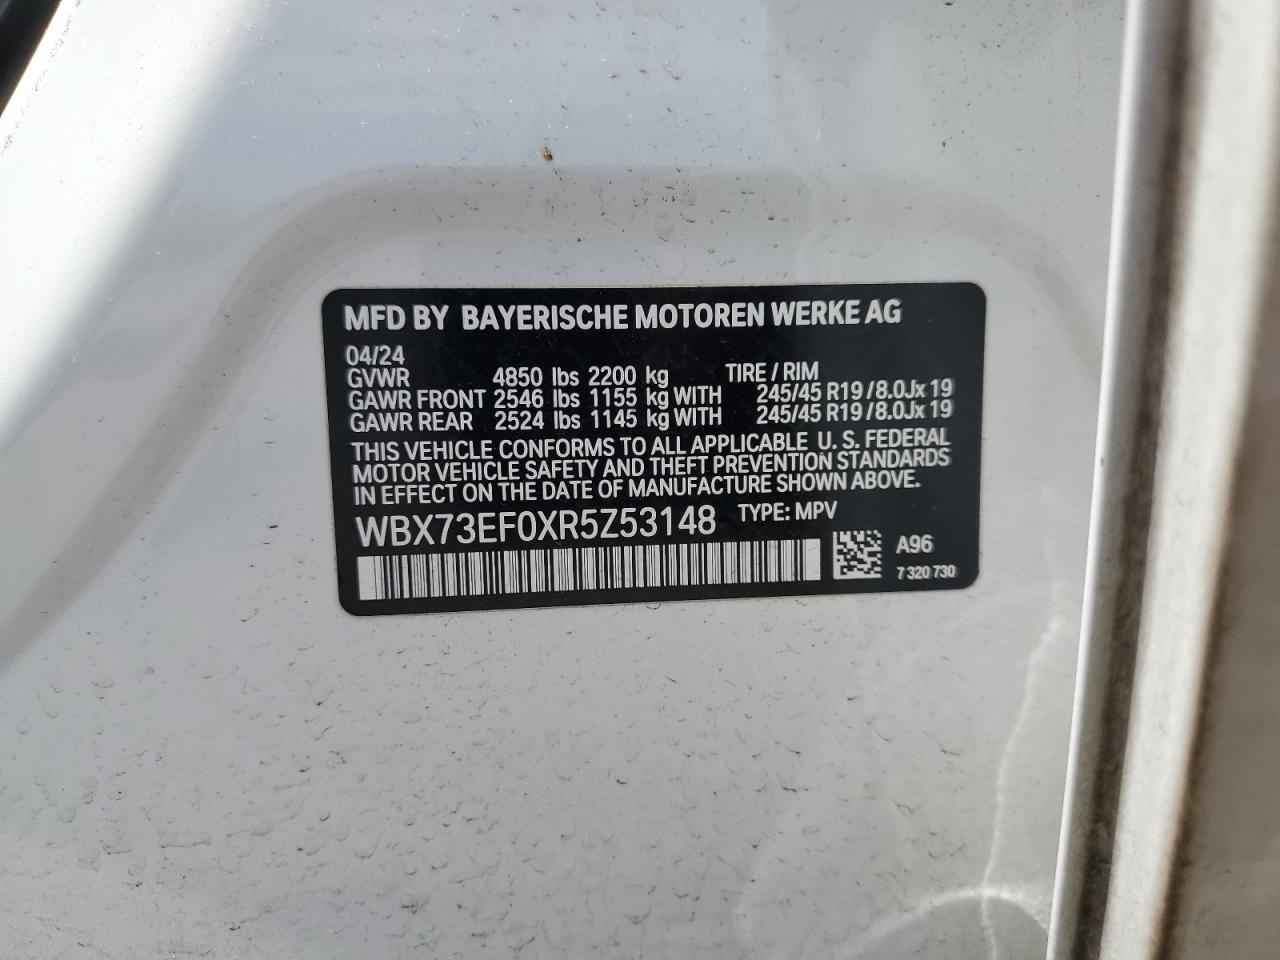 MFD BY BAYERISCHE MOTOREN WERKE AG
04/24
GVWR 4850 lbs 2200 kg TIRE / RIM
GAWR FRONT 2546 lbs 1155 kg WITH 245/45 R19 / 8.0Jx 19
GAWR REAR 2524 lbs 1145 kg WITH 245/45 R19 / 8.0Jx 19
THIS VEHICLE CONFORMS TO ALL APPLICABLE U. S. FEDERAL
MOTOR VEHICLE SAFETY AND THEFT PREVENTION STANDARDS
IN EFFECT ON THE DATE OF MANUFACTURE SHOWN ABOVE.
WBX73EF0XR5Z53148 TYPE: MPV
A96
7 320 730